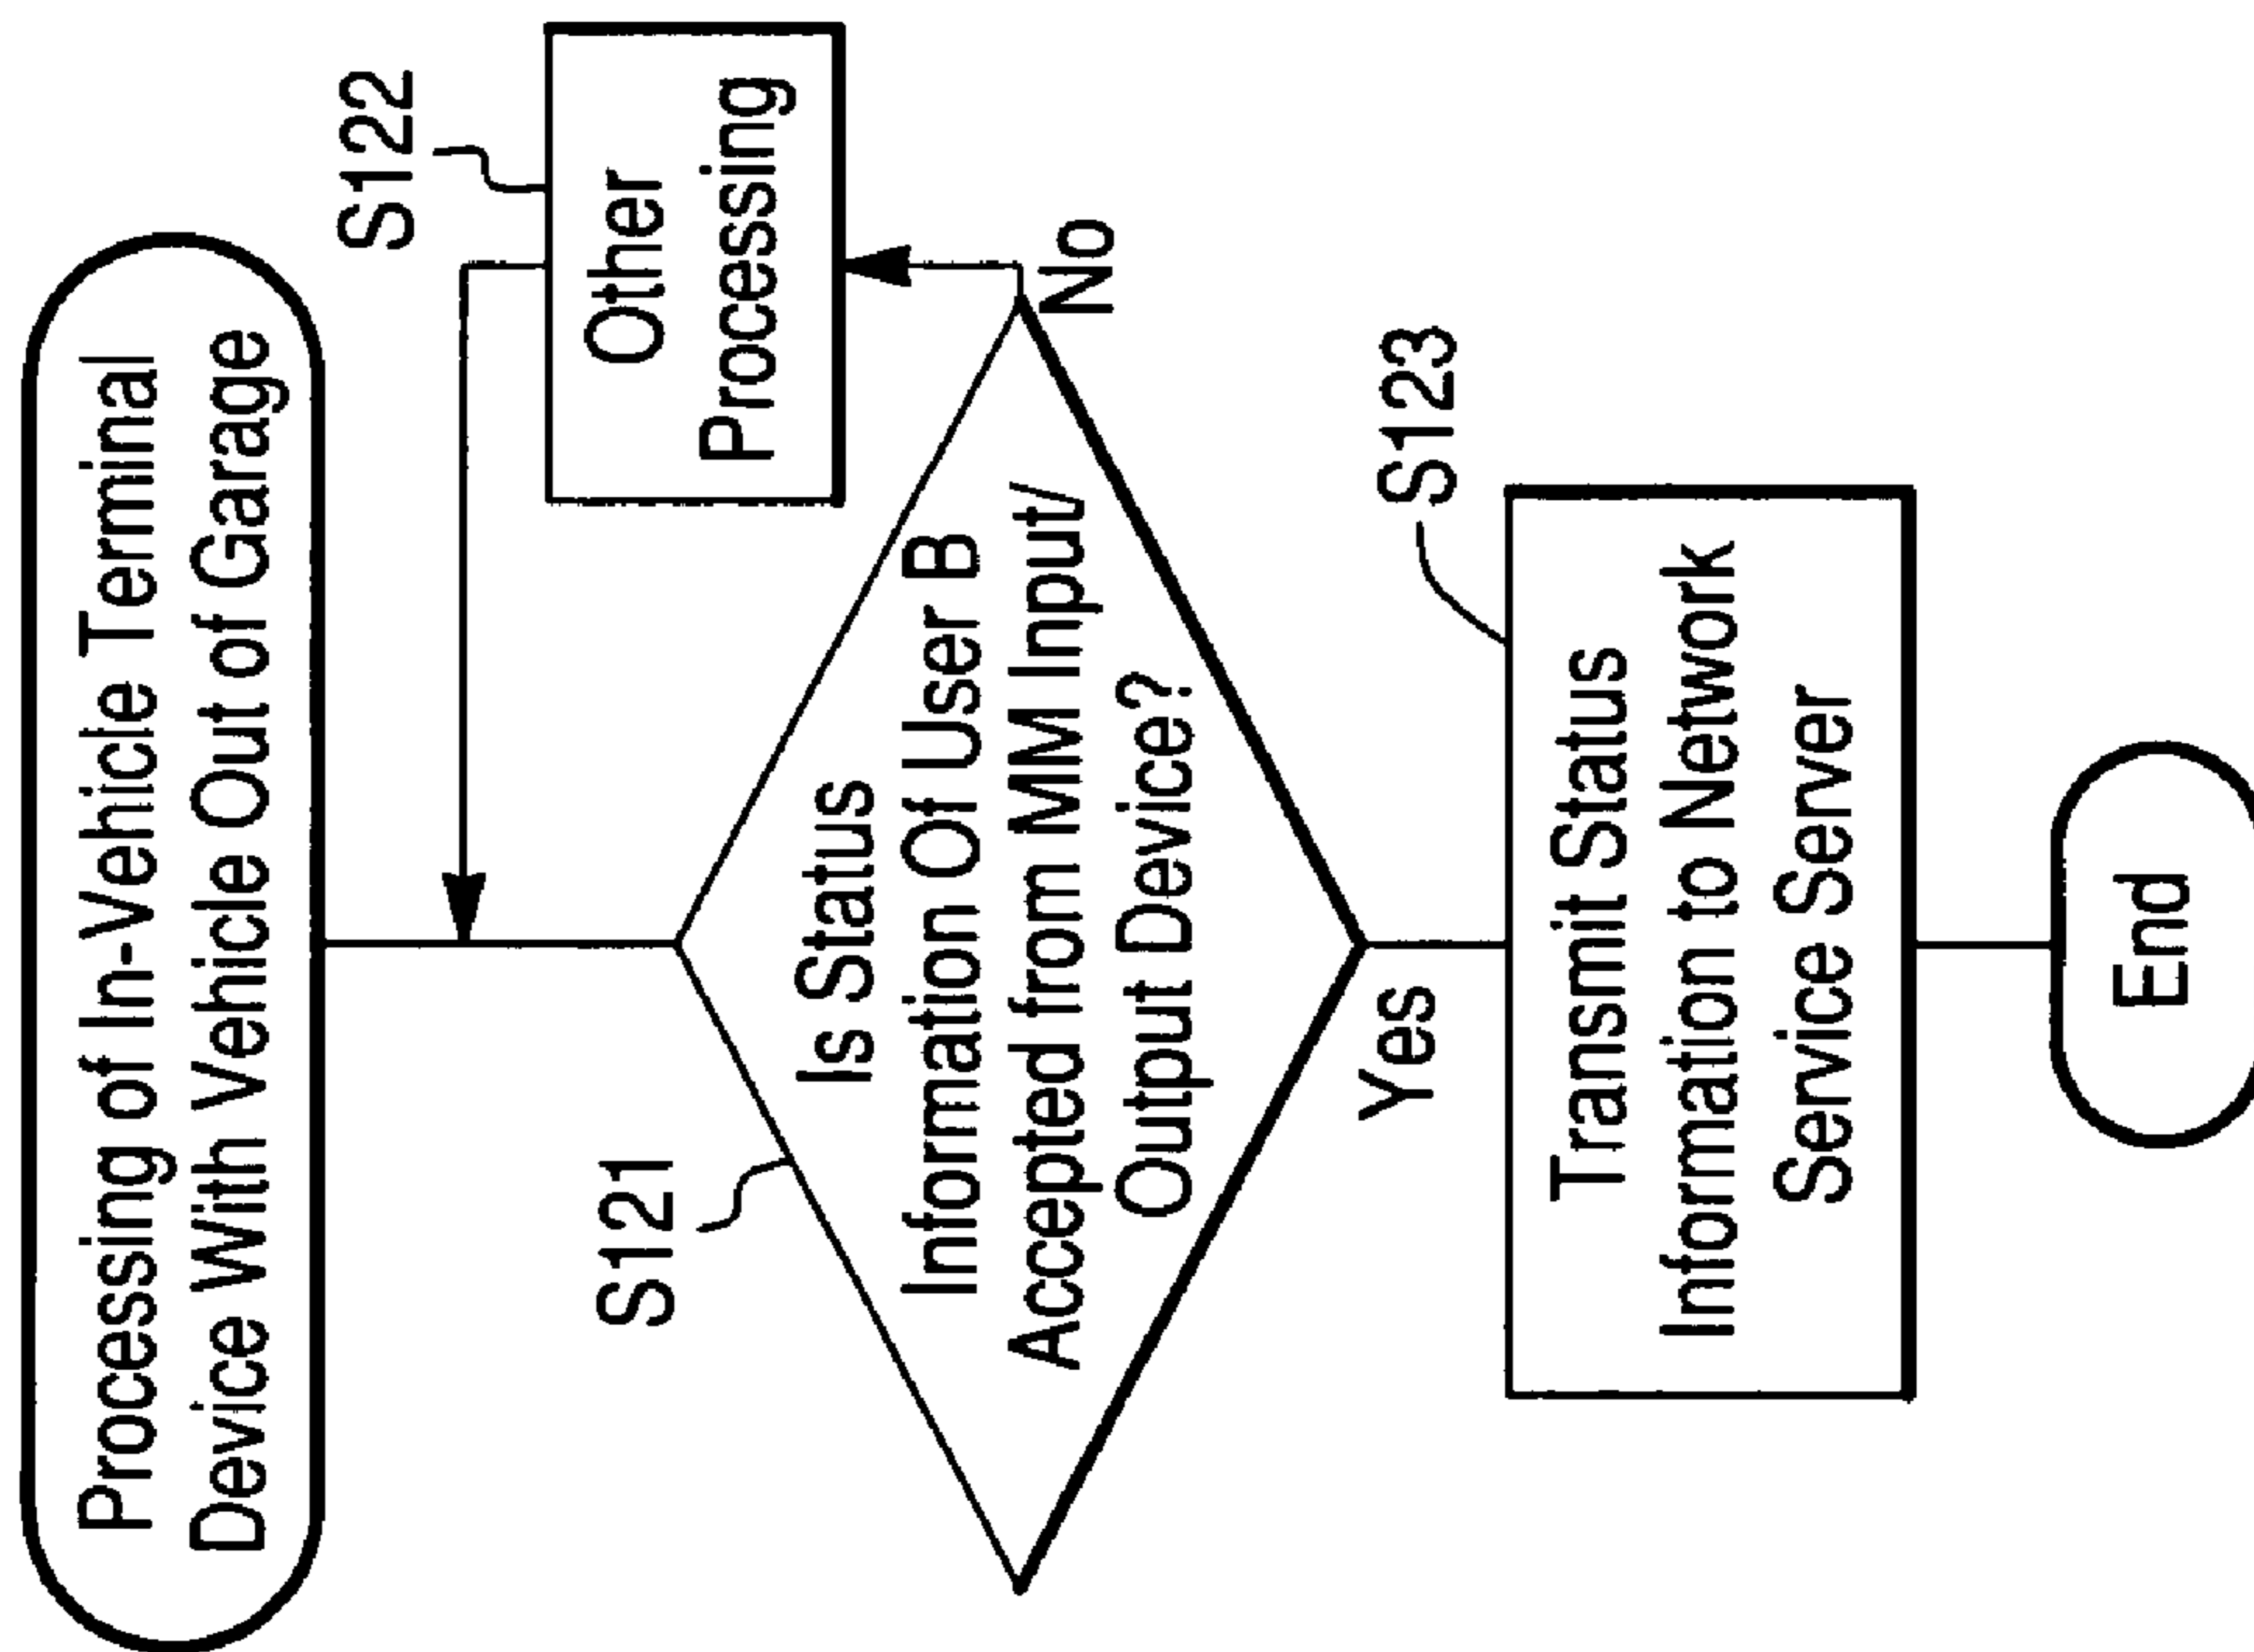 Processing of In-Vehicle Terminal
Device With Vehicle Out of Garage
S121
Is Status
Information Of User B
Accepted from MM Input/
Output Device?
No
S122
Other
Processing
Yes
S123
Transmit Status
Information to Network
Service Server
End